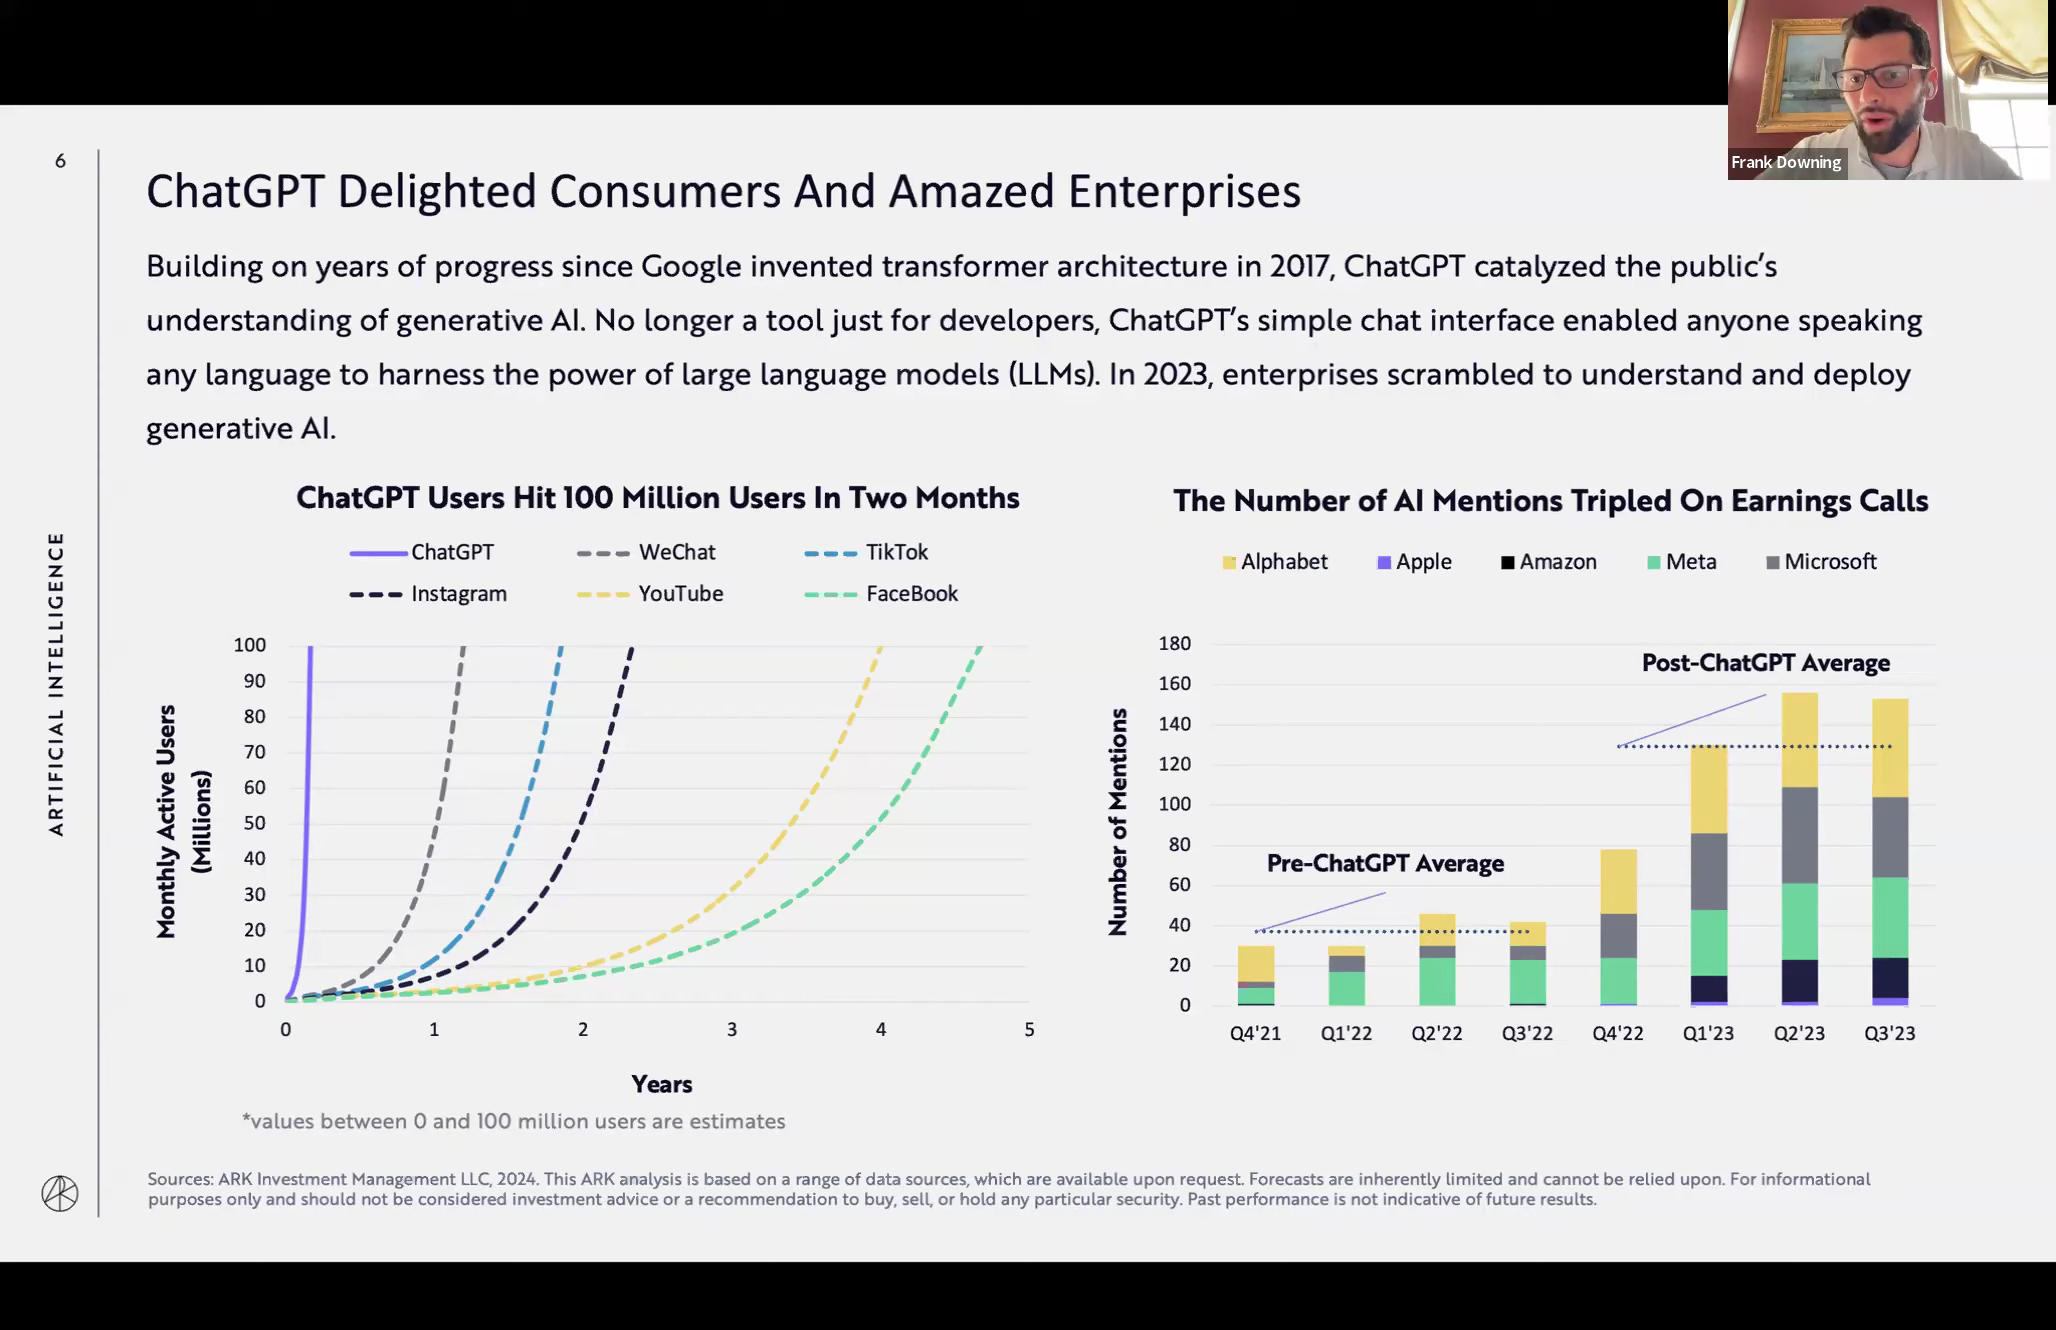 Frank Downing
6
ChatGPT Delighted Consumers And Amazed Enterprises
Building on years of progress since Google invented transformer architecture in 2017, ChatGPT catalyzed the public’s
understanding of generative AI. No longer a tool just for developers, ChatGPT’s simple chat interface enabled anyone speaking
any language to harness the power of large language models (LLMs). In 2023, enterprises scrambled to understand and deploy
generative AI.
ARTIFICIAL INTELLIGENCE
ChatGPT Users Hit 100 Million Users In Two Months
ChatGPT WeChat TikTok
Instagram YouTube FaceBook
Monthly Active Users
(Millions)
100
90
80
70
60
50
40
30
20
10
0
0 1 2 3 4 5
Years
*values between 0 and 100 million users are estimates
The Number of AI Mentions Tripled On Earnings Calls
Alphabet Apple Amazon Meta Microsoft
Number of Mentions
180
160
140
120
100
80
60
40
20
0
Post-ChatGPT Average
Pre-ChatGPT Average
Q4'21 Q1'22 Q2'22 Q3'22 Q4'22 Q1'23 Q2'23 Q3'23
Sources: ARK Investment Management LLC, 2024. This ARK analysis is based on a range of data sources, which are available upon request. Forecasts are inherently limited and cannot be relied upon. For informational
purposes only and should not be considered investment advice or a recommendation to buy, sell, or hold any particular security. Past performance is not indicative of future results.